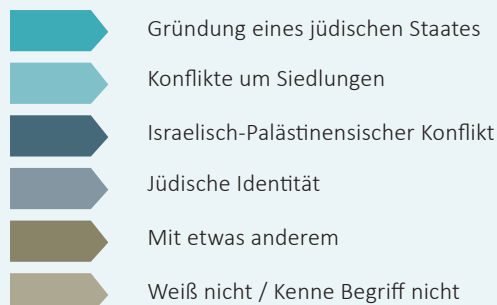 Gründung eines jüdischen Staates
Konflikte um Siedlungen
Israelisch-Palästinensischer Konflikt
Jüdische Identität
Mit etwas anderem
Weiß nicht / Kenne Begriff nicht